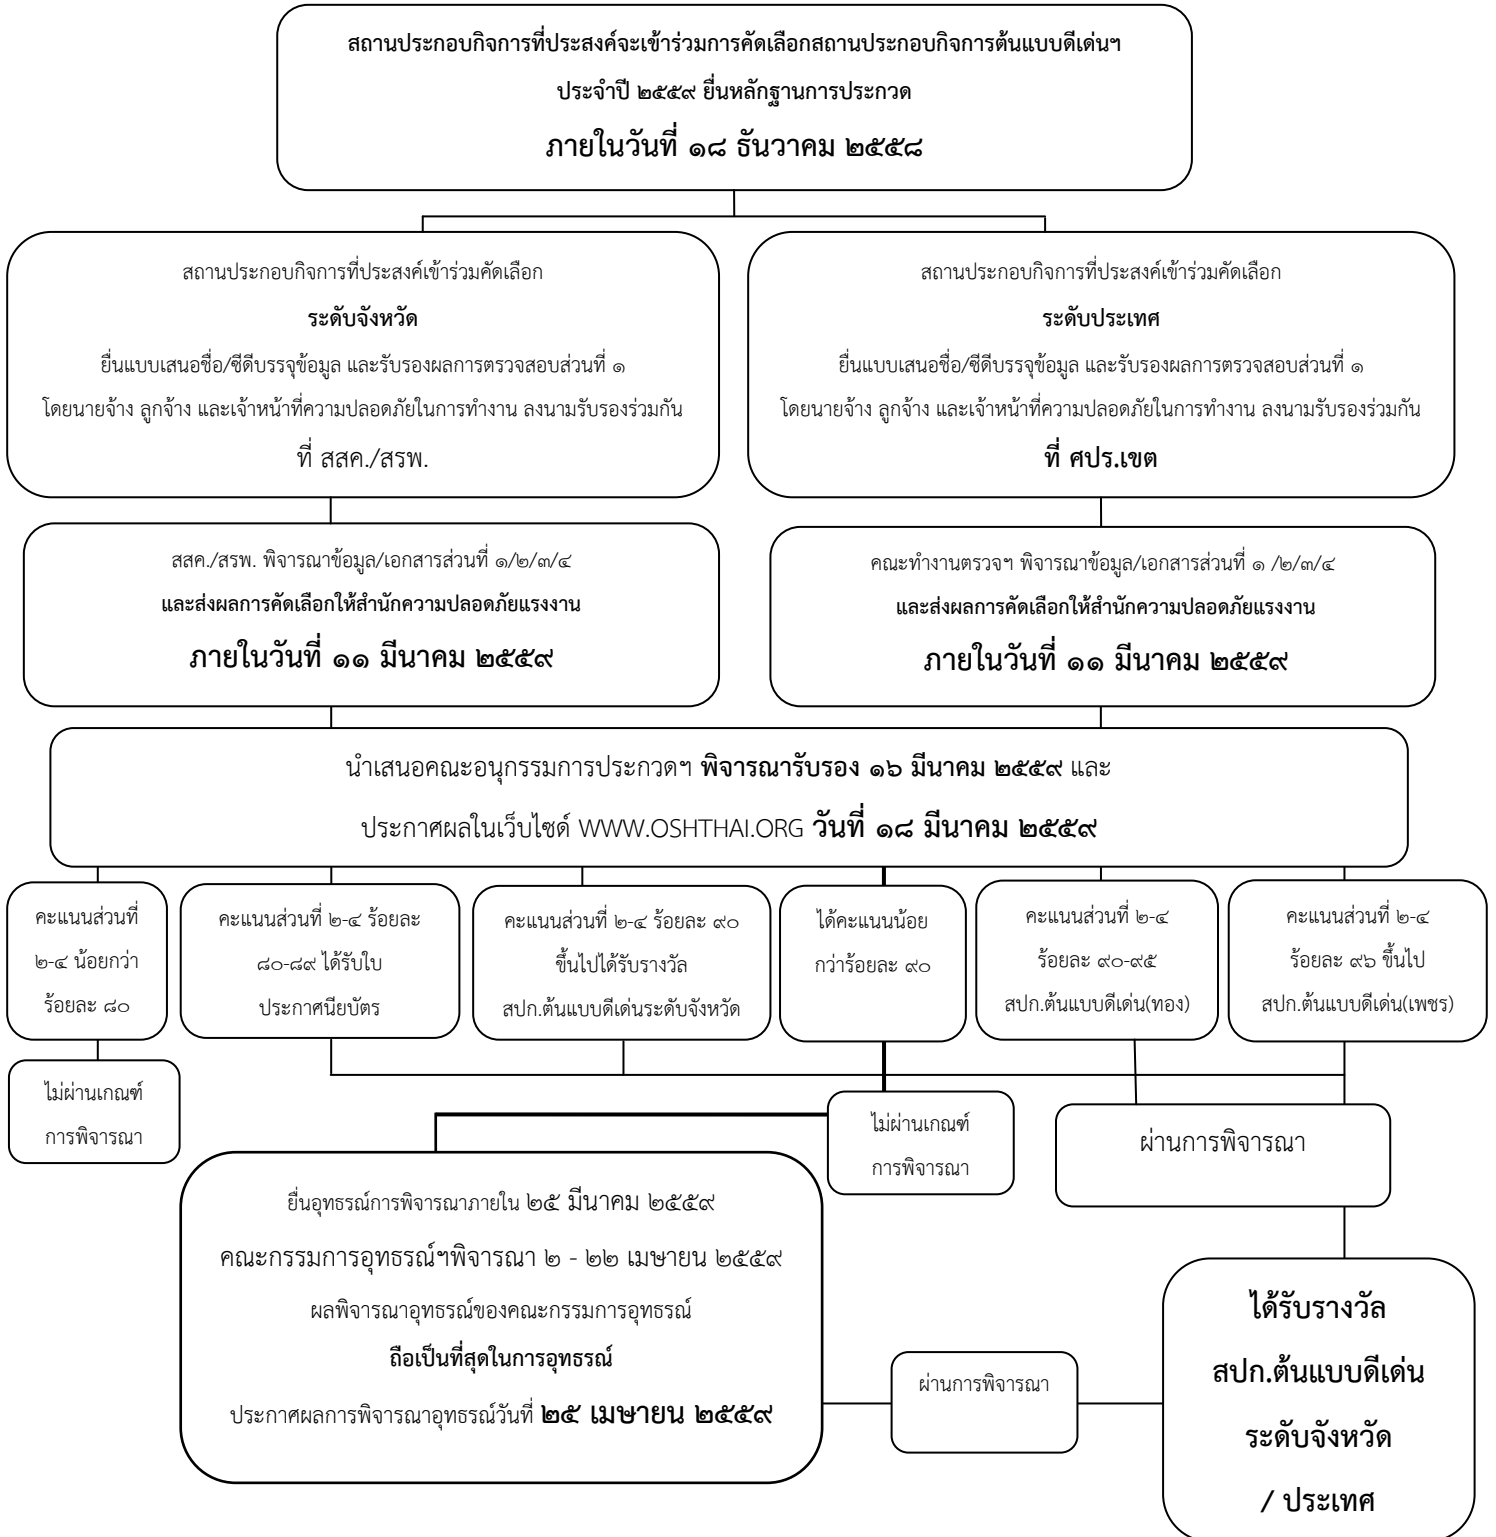 สถานประกอบกิจการที่ประสงค์จะเข้าร่วมการคัดเลือกสถานประกอบกิจการต้นแบบดีเด่นฯ
ประจำปี ๒๕๕๙ ยื่นหลักฐานการประกวด
ภายในวันที่ ๑๘ ธันวาคม ๒๕๕๘
สถานประกอบกิจการที่ประสงค์เข้าร่วมคัดเลือก
ระดับจังหวัด
ยื่นแบบเสนอชื่อ/ซีดีบรรจุข้อมูล และรับรองผลการตรวจสอบส่วนที่ ๑
โดยนายจ้าง ลูกจ้าง และเจ้าหน้าที่ความปลอดภัยในการทำงาน ลงนามรับรองร่วมกัน
ที่ สสค./สรพ.
สถานประกอบกิจการที่ประสงค์เข้าร่วมคัดเลือก
ระดับประเทศ
ยื่นแบบเสนอชื่อ/ซีดีบรรจุข้อมูล และรับรองผลการตรวจสอบส่วนที่ ๑
โดยนายจ้าง ลูกจ้าง และเจ้าหน้าที่ความปลอดภัยในการทำงาน ลงนามรับรองร่วมกัน
ที่ ศปร.เขต
สสค./สรพ. พิจารณาข้อมูล/เอกสารส่วนที่ ๑/๒/๓/๔
และส่งผลการคัดเลือกให้สำนักความปลอดภัยแรงงาน
ภายในวันที่ ๑๑ มีนาคม ๒๕๕๙
คณะทำงานตรวจฯ พิจารณาข้อมูล/เอกสารส่วนที่ ๑ /๒/๓/๔
และส่งผลการคัดเลือกให้สำนักความปลอดภัยแรงงาน
ภายในวันที่ ๑๑ มีนาคม ๒๕๕๙
นำเสนอคณะอนุกรรมการประกวดฯ พิจารณารับรอง ๑๖ มีนาคม ๒๕๕๙ และ
ประกาศผลในเว็บไซด์ WWW.OSHTHAI.ORG วันที่ ๑๘ มีนาคม ๒๕๕๙
คะแนนส่วนที่
๒-๔ น้อยกว่า
ร้อยละ ๘๐
คะแนนส่วนที่ ๒-๔ ร้อยละ
๘๐-๘๙ ได้รับใบ
ประกาศนียบัตร
คะแนนส่วนที่ ๒-๔ ร้อยละ ๙๐
ขึ้นไปได้รับรางวัล
สปก.ต้นแบบดีเด่นระดับจังหวัด
ได้คะแนนน้อย
กว่าร้อยละ ๙๐
คะแนนส่วนที่ ๒-๔
ร้อยละ ๙๐-๙๕
สปก.ต้นแบบดีเด่น(ทอง)
คะแนนส่วนที่ ๒-๔
ร้อยละ ๙๖ ขึ้นไป
สปก.ต้นแบบดีเด่น(เพชร)
ไม่ผ่านเกณฑ์
การพิจารณา
ไม่ผ่านเกณฑ์
การพิจารณา
ผ่านการพิจารณา
ยื่นอุทธรณ์การพิจารณาภายใน ๒๕ มีนาคม ๒๕๕๙
คณะกรรมการอุทธรณ์ฯพิจารณา ๒ - ๒๒ เมษายน ๒๕๕๙
ผลพิจารณาอุทธรณ์ของคณะกรรมการอุทธรณ์
ถือเป็นที่สุดในการอุทธรณ์
ประกาศผลการพิจารณาอุทธรณ์วันที่ ๒๕ เมษายน ๒๕๕๙
ผ่านการพิจารณา
ได้รับรางวัล
สปก.ต้นแบบดีเด่น
ระดับจังหวัด
/ ประเทศ